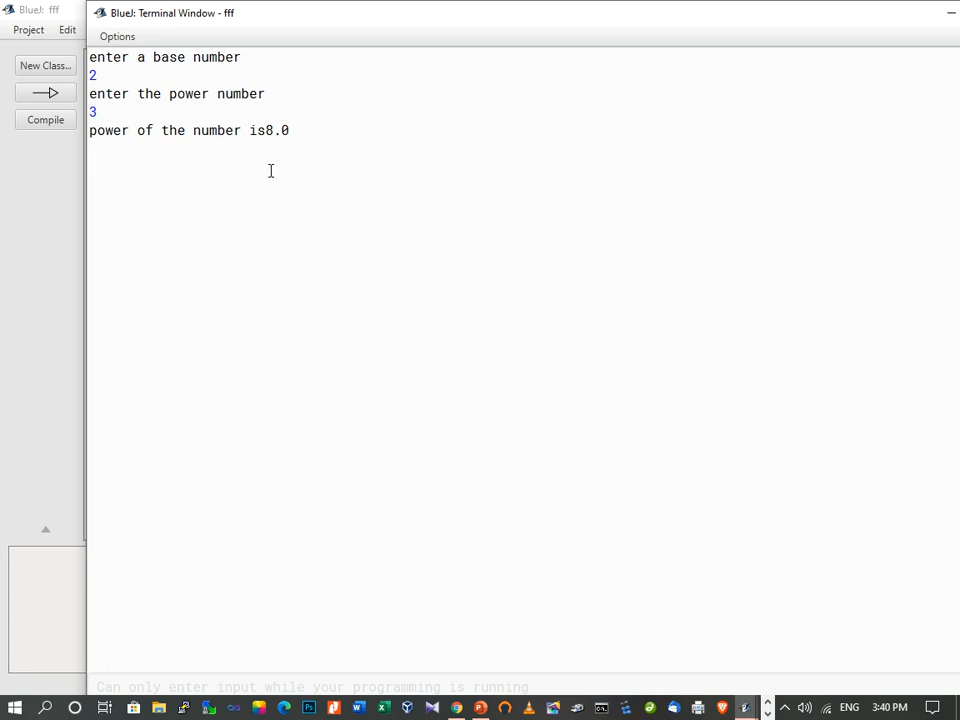 BlueJ: fff
BlueJ: Terminal Window - fff
Project Edit
Options
New Class...
Compile
enter a base number
2
enter the power number
3
power of the number is8.0
Can only enter input while your programming is running
ENG
3:40 PM